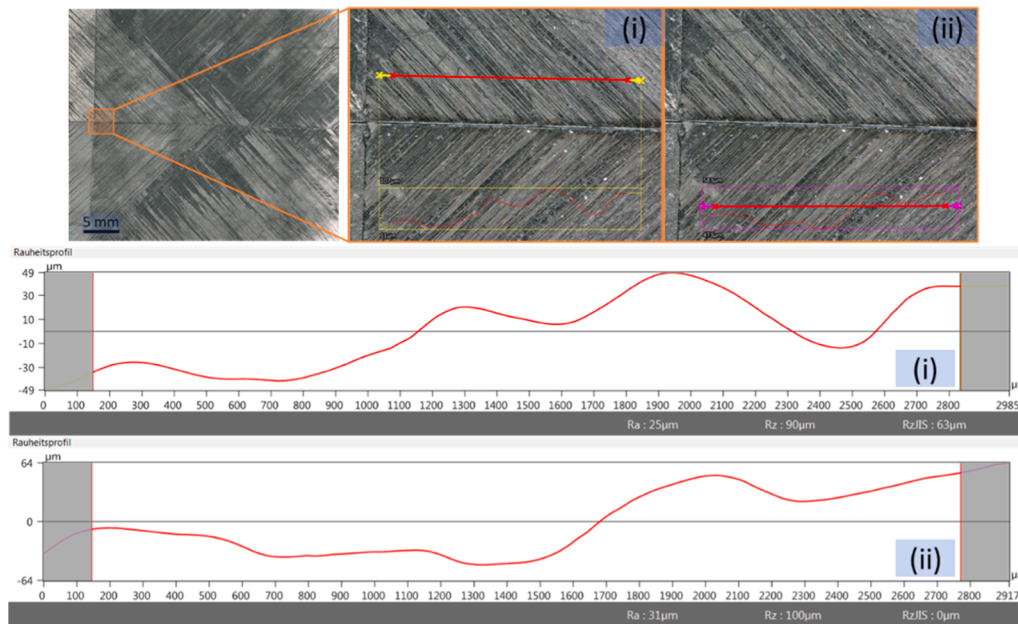 (i)
(ii)
5 mm
Rauheitsprofil
µm
49
30
10
-10
-30
-49
(i)
0 100 200 300 400 500 600 700 800 900 1000 1100 1200 1300 1400 1500 1600 1700 1800 1900 2000 2100 2200 2300 2400 2500 2600 2700 2800 2985
Ra : 25µm Rz : 90µm RzJIS : 63µm
Rauheitsprofil
µm
64
0
-64
(ii)
0 100 200 300 400 500 600 700 800 900 1000 1100 1200 1300 1400 1500 1600 1700 1800 1900 2000 2100 2200 2300 2400 2500 2600 2700 2800 2917
Ra : 31µm Rz : 100µm RzJIS : 0µm